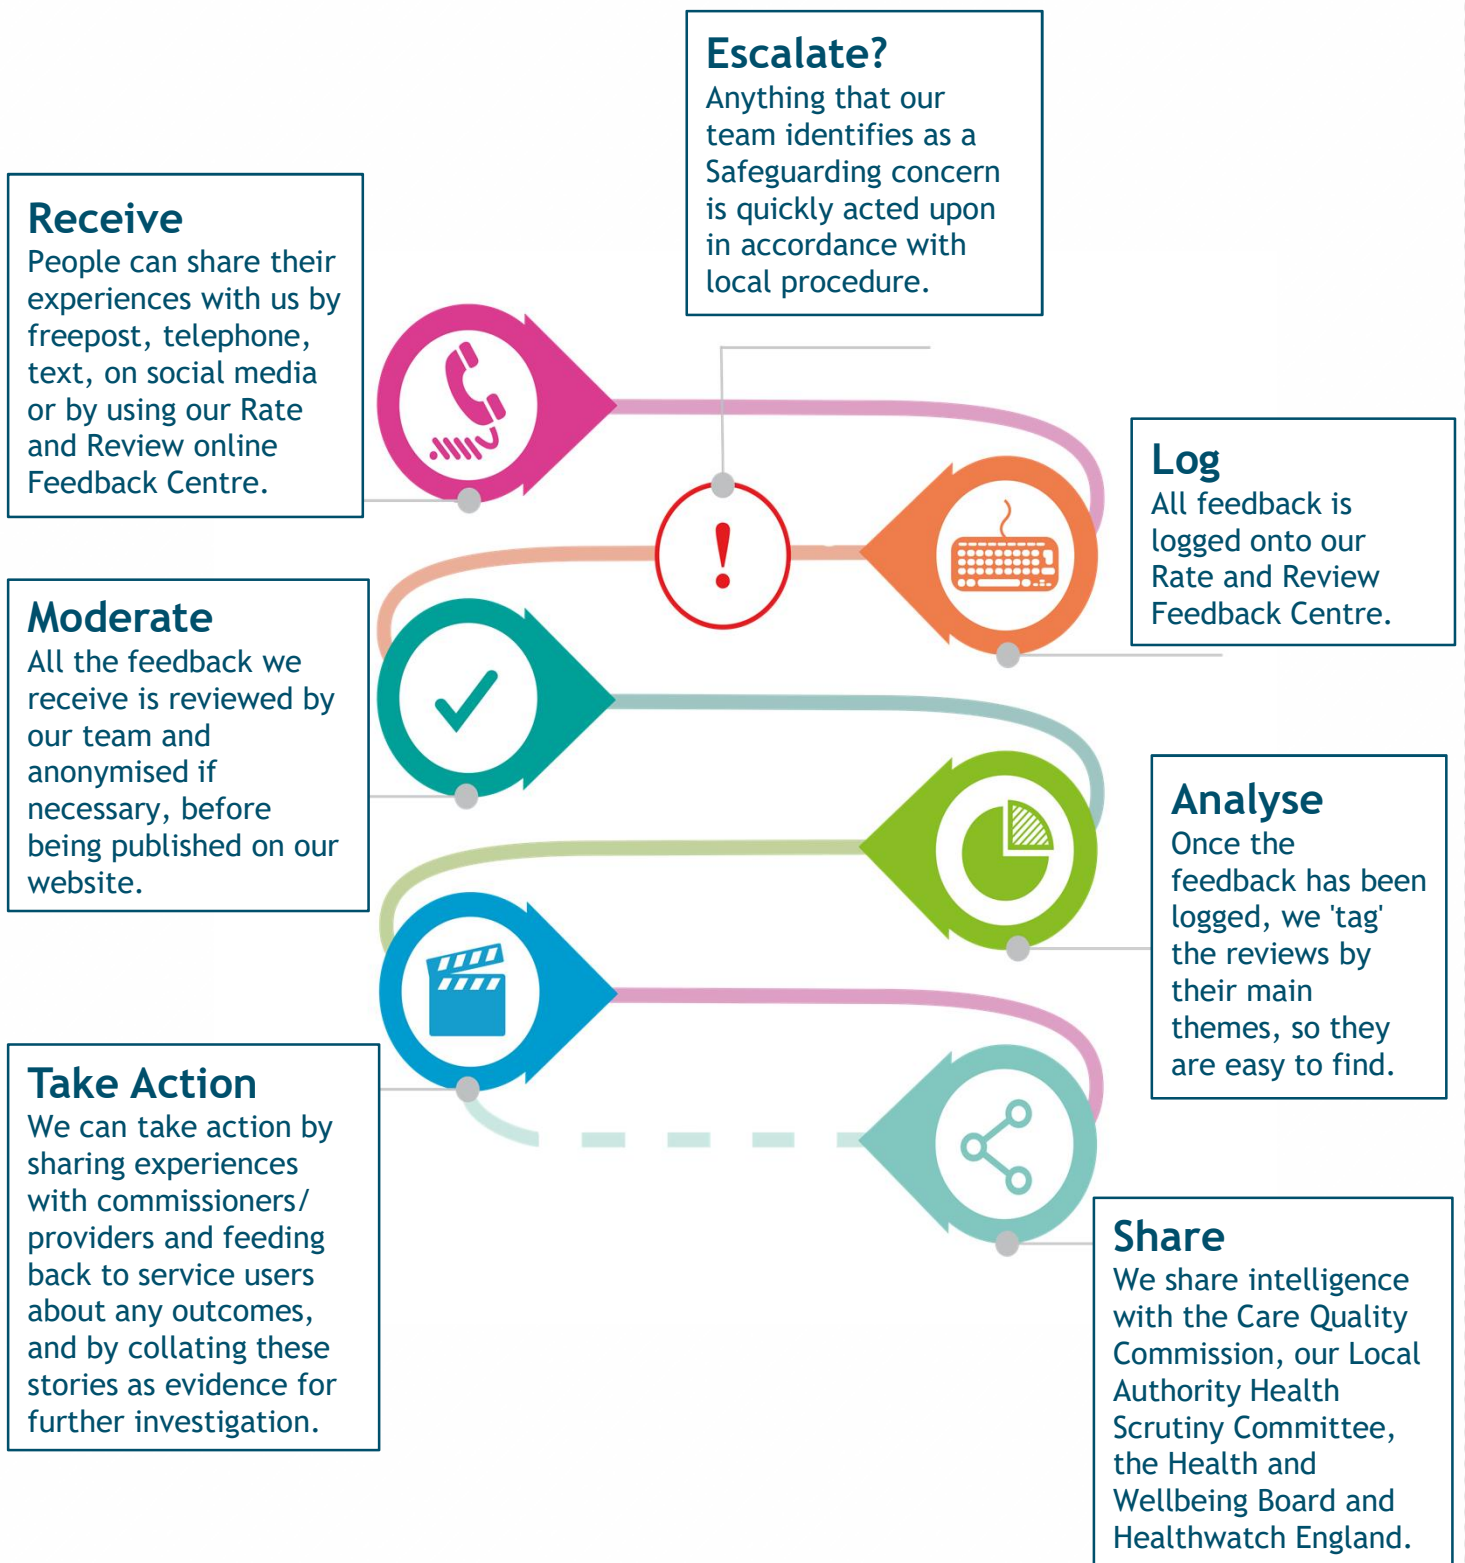 Receive
People can share their
experiences with us by
freepost, telephone,
text, on social media
or by using our Rate
and Review online
Feedback Centre.
Escalate?
Anything that our
team identifies as a
Safeguarding concern
is quickly acted upon
in accordance with
local procedure.
!
Log
All feedback is
logged onto our
Rate and Review
Feedback Centre.
Moderate
All the feedback we
receive is reviewed by
our team and
anonymised if
necessary, before
being published on our
website.
Analyse
Once the
feedback has been
logged, we 'tag'
the reviews by
their main
themes, so they
are easy to find.
Take Action
We can take action by
sharing experiences
with commissioners/
providers and feeding
back to service users
about any outcomes,
and by collating these
stories as evidence for
further investigation.
Share
We share intelligence
with the Care Quality
Commission, our Local
Authority Health
Scrutiny Committee,
the Health and
Wellbeing Board and
Healthwatch England.